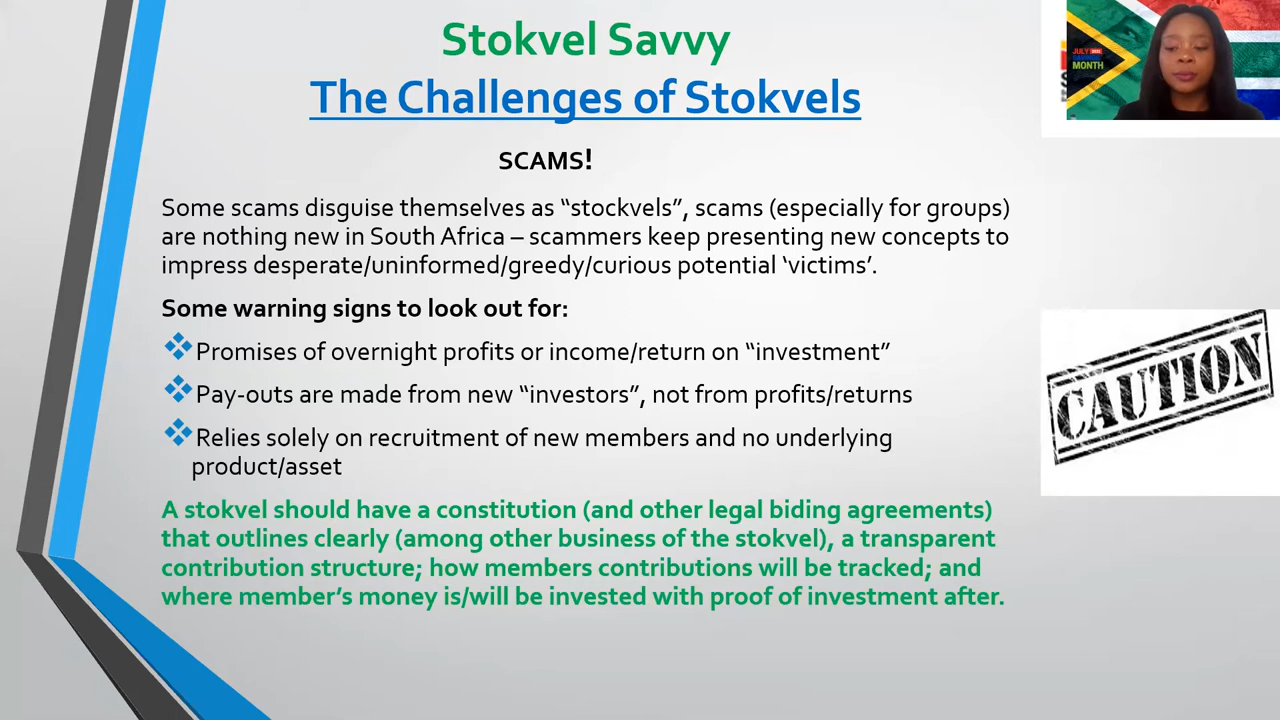 Stokvel Savvy
The Challenges of Stokvels
SCAMS!
Some scams disguise themselves as “stockvels”, scams (especially for groups)
are nothing new in South Africa – scammers keep presenting new concepts to
impress desperate/uninformed/greedy/curious potential ‘victims’.
Some warning signs to look out for:
Promises of overnight profits or income/return on “investment”
Pay-outs are made from new “investors”, not from profits/returns
Relies solely on recruitment of new members and no underlying
product/asset
A stokvel should have a constitution (and other legal biding agreements)
that outlines clearly (among other business of the stokvel), a transparent
contribution structure; how members contributions will be tracked; and
where member’s money is/will be invested with proof of investment after.
JULY
MONTH
CAUTION